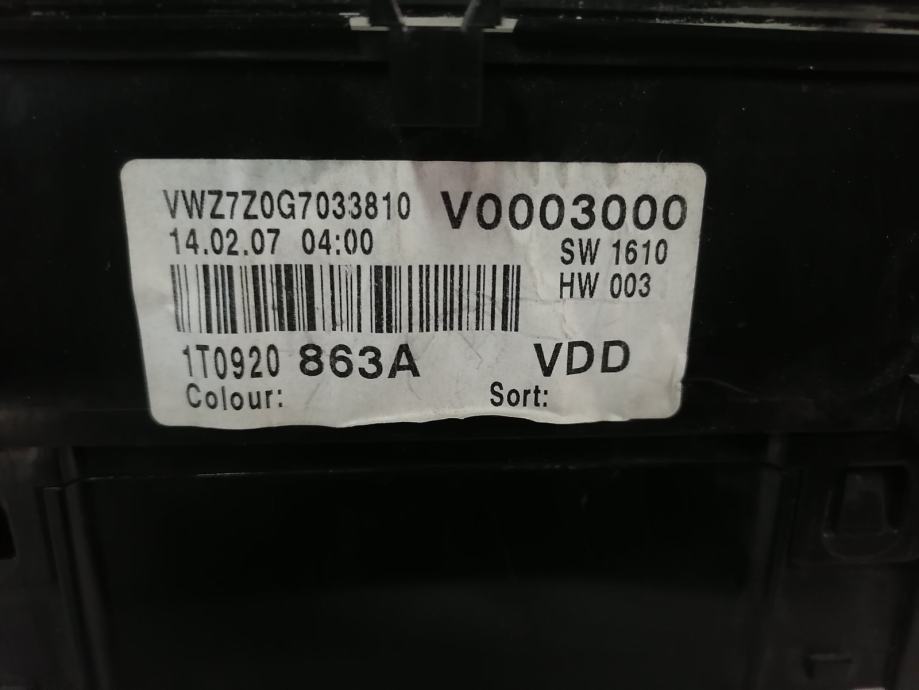 VWZ7Z0G7033810 V0003000
14.02.07 04:00 SW 1610
HW 003
1T0920 863A VDD
Colour: Sort: